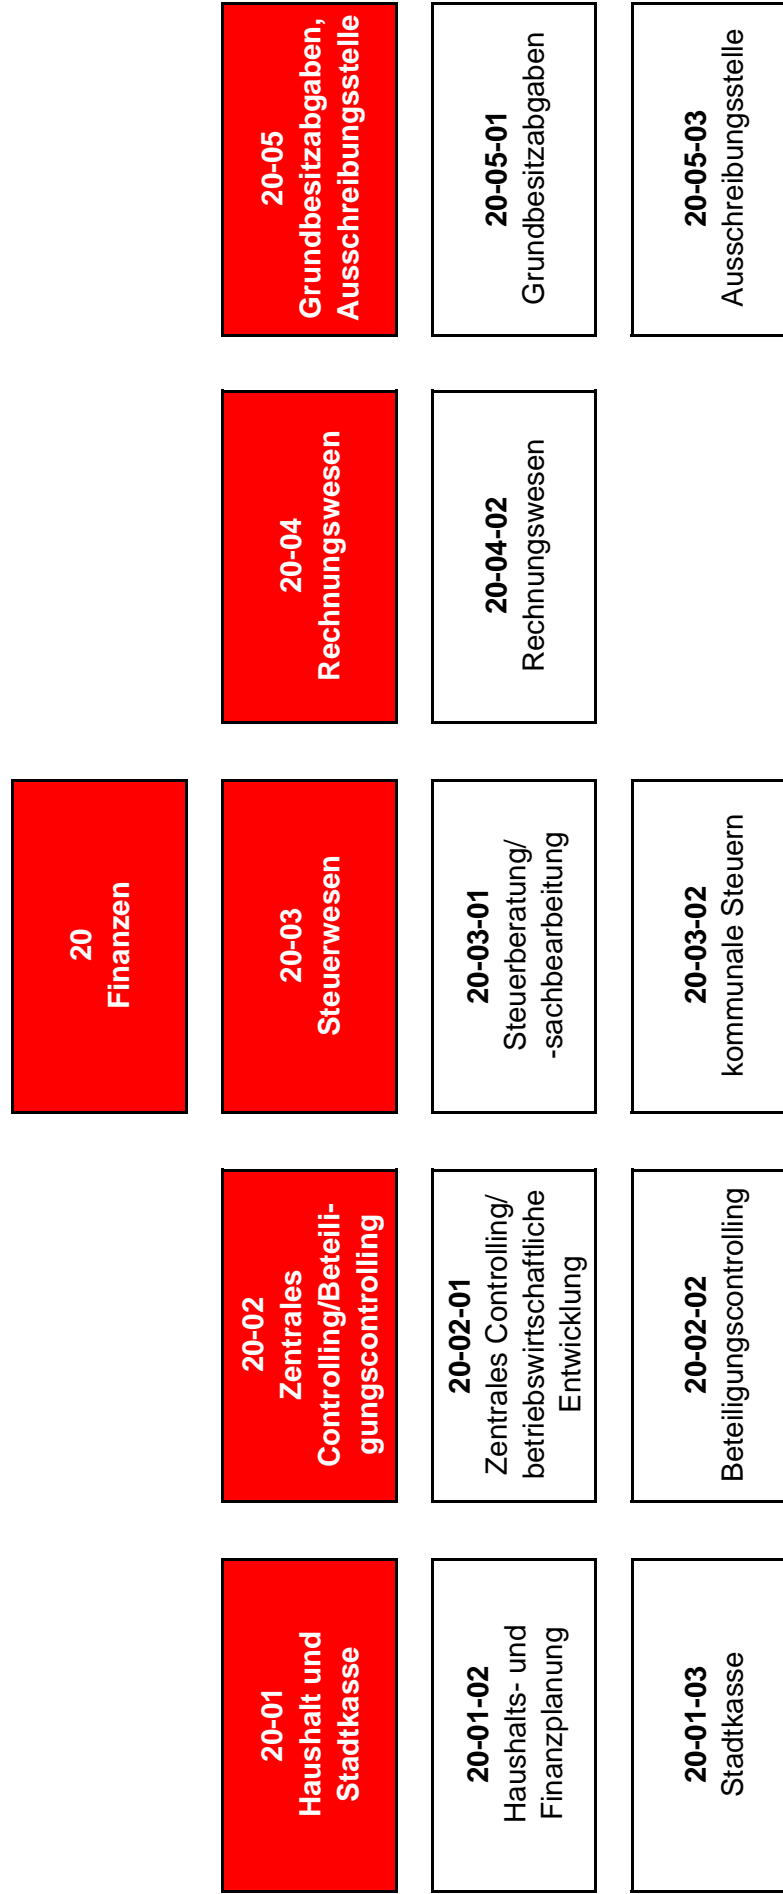 20
Finanzen
20-01
Haushalt und
Stadtkasse
20-02
Zentrales
Controlling/Beteili-
gungscontrolling
20-03
Steuerwesen
20-04
Rechnungswesen
20-05
Grundbesitzabgaben,
Ausschreibungsstelle
20-01-02
Haushalts- und
Finanzplanung
20-02-01
Zentrales Controlling/
betriebswirtschaftliche
Entwicklung
20-03-01
Steuerberatung/
-sachbearbeitung
20-04-02
Rechnungswesen
20-05-01
Grundbesitzabgaben
20-01-03
Stadtkasse
20-02-02
Beteiligungscontrolling
20-03-02
kommunale Steuern
20-05-03
Ausschreibungsstelle